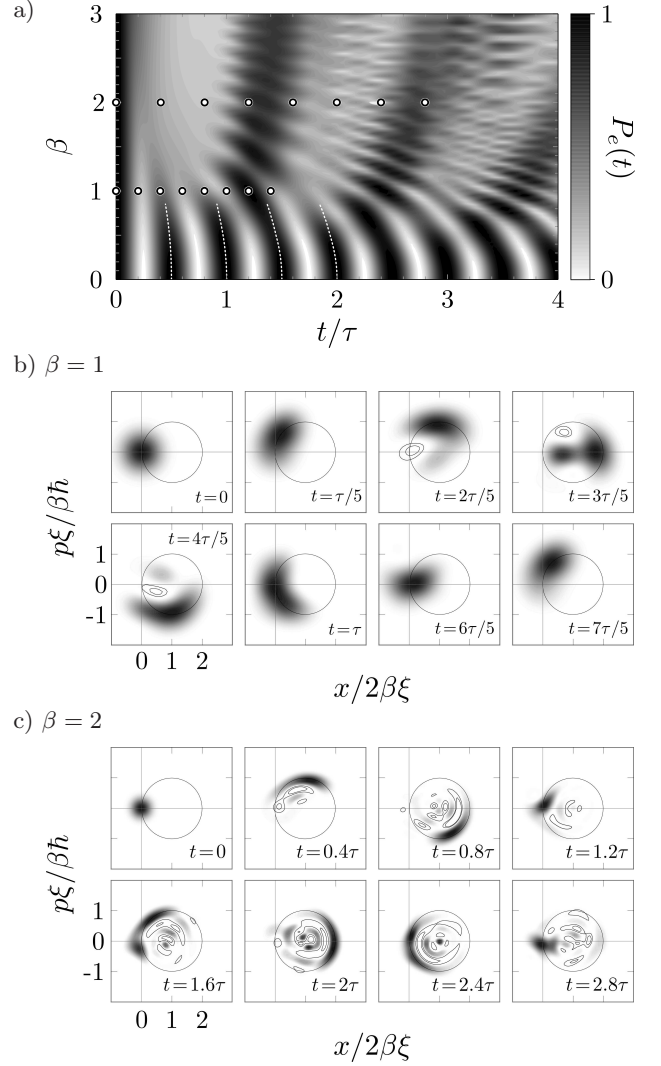 a)
3
2
1
0
β
0 1 2 3 4
t/τ
1
0
P_e(t)
b) β = 1
pξ/βħ
t=0
t=τ/5
t=2τ/5
t=3τ/5
1
0
-1
t=4τ/5
t=τ
t=6τ/5
t=7τ/5
0 1 2
x/2βξ
c) β = 2
pξ/βħ
t=0
t=0.4τ
t=0.8τ
t=1.2τ
1
0
-1
t=1.6τ
t=2τ
t=2.4τ
t=2.8τ
0 1 2
x/2βξ